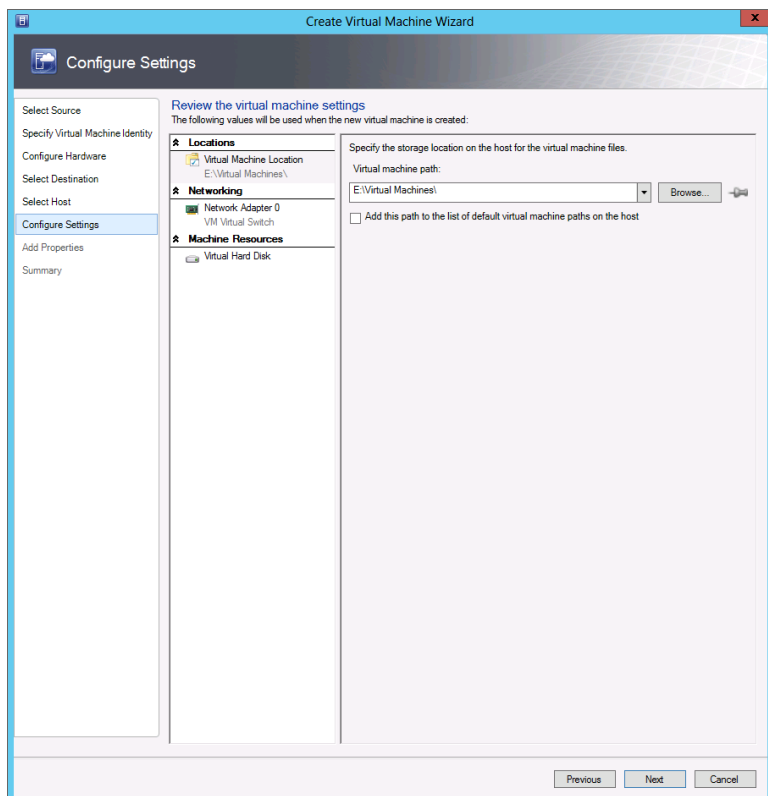 Create Virtual Machine Wizard
x
Configure Settings
Select Source
Specify Virtual Machine Identity
Configure Hardware
Select Destination
Select Host
Configure Settings
Add Properties
Summary
Review the virtual machine settings
The following values will be used when the new virtual machine is created:
Locations
Virtual Machine Location
E:\Virtual Machines\
Networking
Network Adapter 0
VM Virtual Switch
Machine Resources
Virtual Hard Disk
Specify the storage location on the host for the virtual machine files.
Virtual machine path:
E:\Virtual Machines\ Browse...
Add this path to the list of default virtual machine paths on the host
Previous Next Cancel